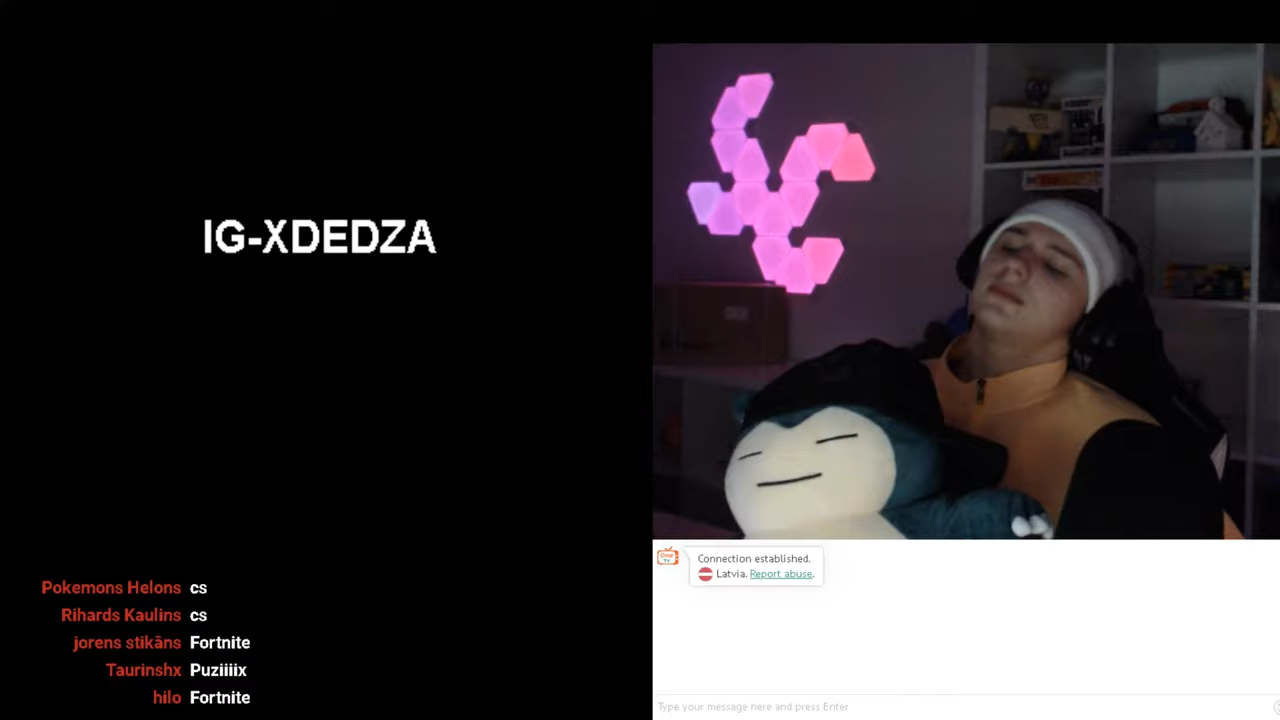 IG-XDEDZA
Pokemons Helons cs
Rihards Kaulins cs
jorens stikāns Fortnite
Taurinshx Puziiiix
hilo Fortnite
Connection established.
Latvia. Report abuse.
Type your message here and press Enter